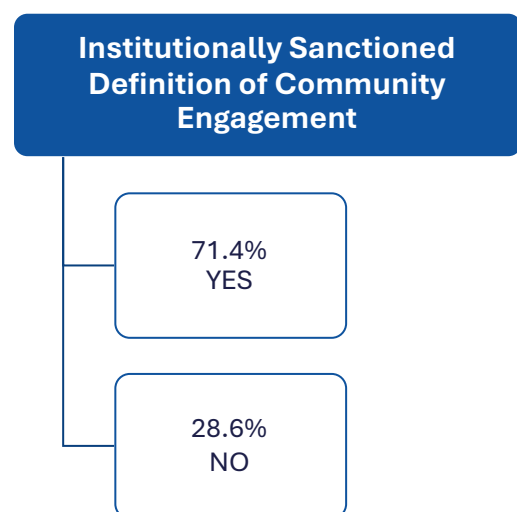 Institutionally Sanctioned
Definition of Community
Engagement
71.4%
YES
28.6%
NO